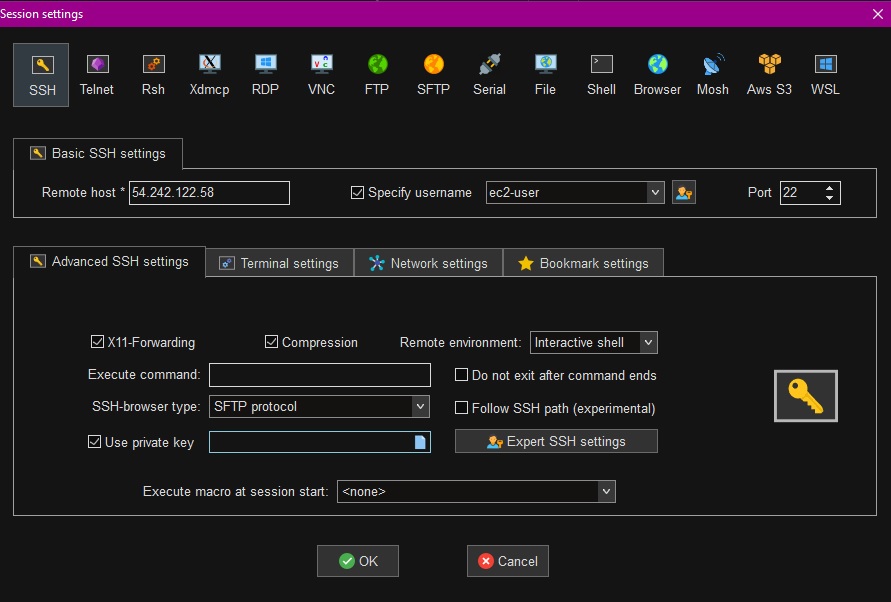 Session settings
SSH Telnet Rsh Xdmcp RDP VNC FTP SFTP Serial File Shell Browser Mosh Aws S3 WSL
Basic SSH settings
Remote host * 54.242.122.58 Specify username ec2-user Port 22
Advanced SSH settings Terminal settings Network settings Bookmark settings
X11-Forwarding Compression Remote environment: Interactive shell
Execute command: Do not exit after command ends
SSH-browser type: SFTP protocol Follow SSH path (experimental)
Use private key Expert SSH settings
Execute macro at session start: <none>
OK Cancel